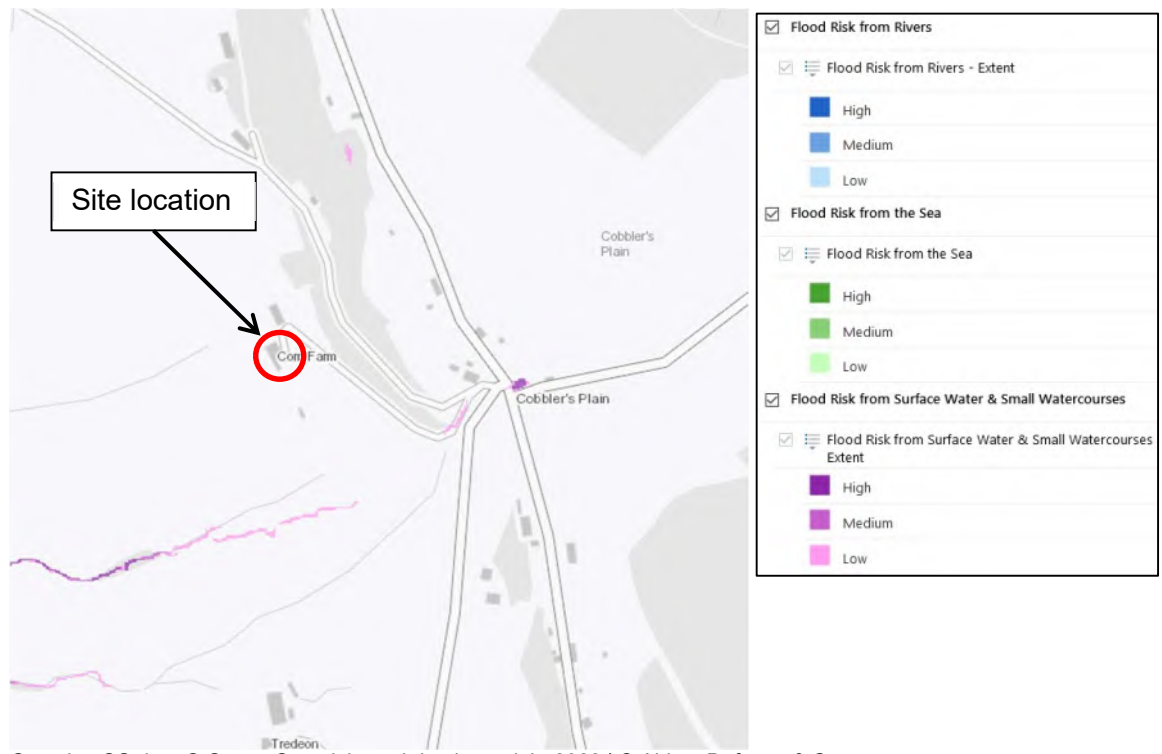 Site location
Cobbler's
Plain
Farm
Cobbler's Plain
Tredeon
Flood Risk from Rivers
Flood Risk from Rivers - Extent
High
Medium
Low
Flood Risk from the Sea
Flood Risk from the Sea
High
Medium
Low
Flood Risk from Surface Water & Small Watercourses
Flood Risk from Surface Water & Small Watercourses
Extent
High
Medium
Low